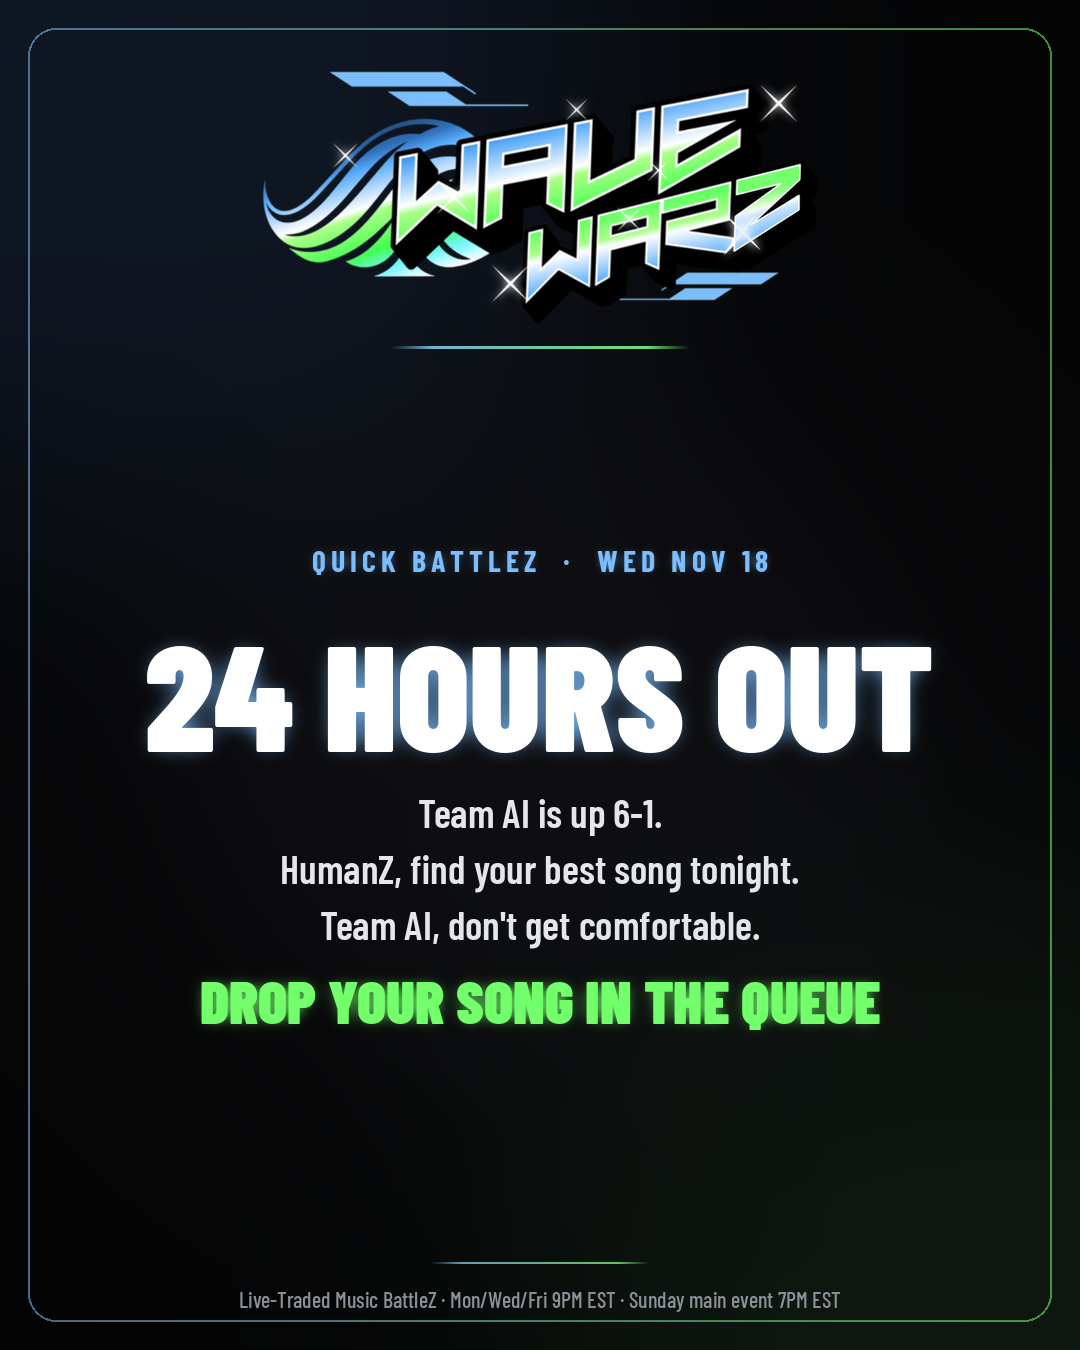 WAVE
WARZ
QUICK BATTLEZ · WED NOV 18
24 HOURS OUT
Team AI is up 6-1.
HumanZ, find your best song tonight.
Team AI, don't get comfortable.
DROP YOUR SONG IN THE QUEUE
Live-Traded Music BattleZ · Mon/Wed/Fri 9PM EST · Sunday main event 7PM EST